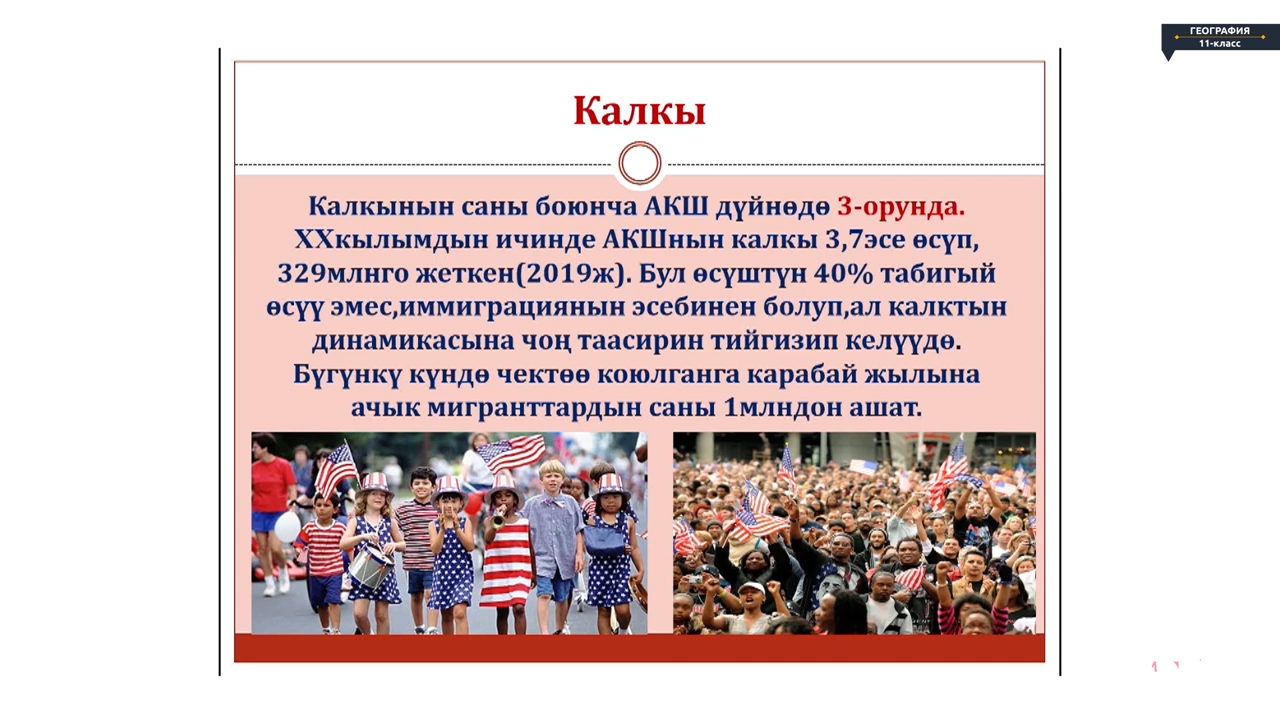 ГЕОГРАФИЯ
11-класс
Калкы
Калкынын саны боюнча АКШ дүйнөдө 3-орунда.
XXкылымдын ичинде АКШнын калкы 3,7эсе өсүп,
329млнго жеткен(2019ж). Бул өсүштүн 40% табигый
өсүү эмес,иммиграциянын эсебинен болуп,ал калктын
динамикасына чоң таасирин тийгизип келүүдө.
Бүгүнкү күндө чектөө коюлганга карабай жылына
ачык мигранттардын саны 1млндон ашат.